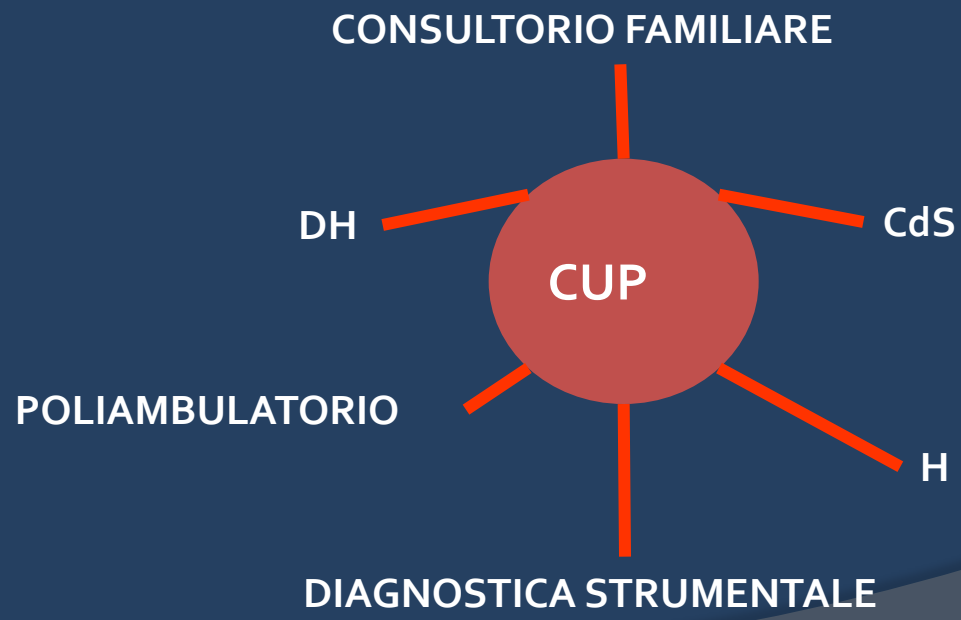 CONSULTORIO FAMILIARE
DH
CdS
CUP
POLIAMBULATORIO
H
DIAGNOSTICA STRUMENTALE